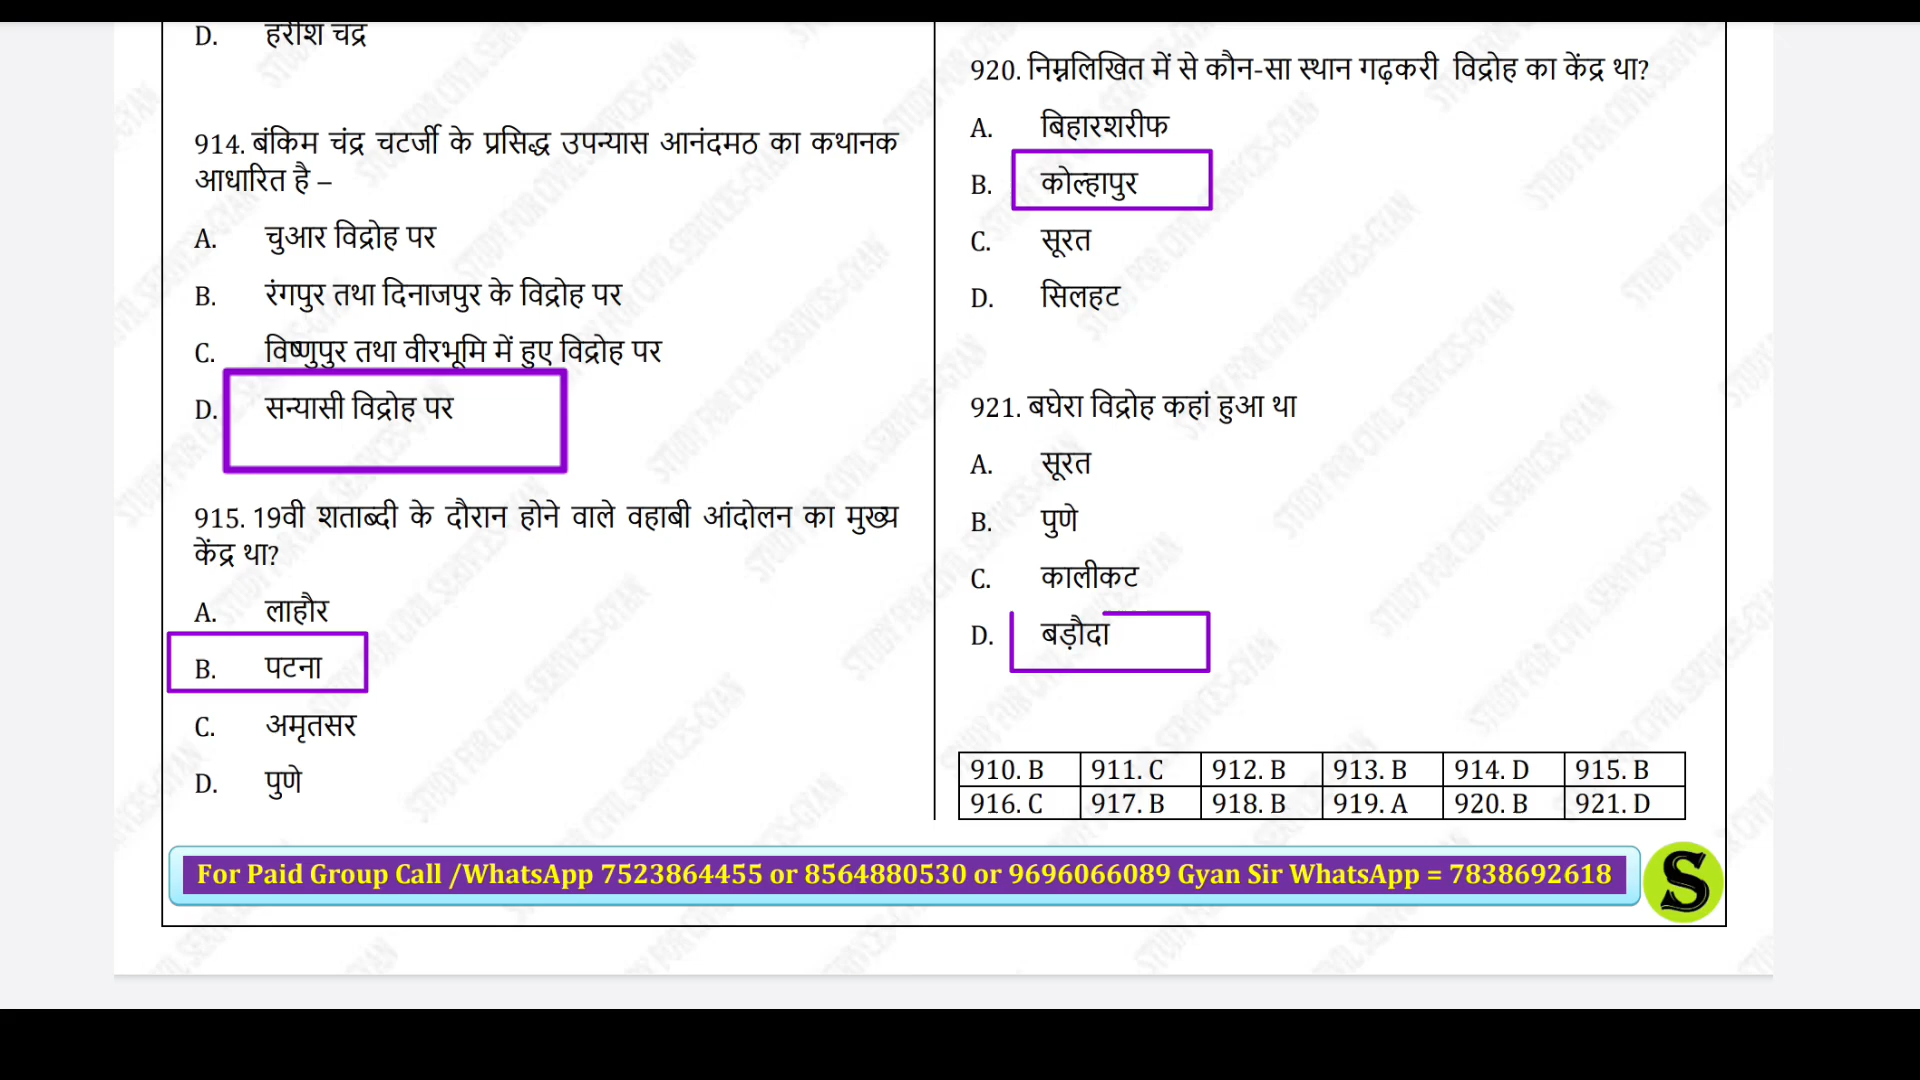 D. हरीश चंद्र
914. बंकिम चंद्र चटर्जी के प्रसिद्ध उपन्यास आनंदमठ का कथानक
आधारित है –
A. चुआर विद्रोह पर
B. रंगपुर तथा दिनाजपुर के विद्रोह पर
C. विष्णुपुर तथा वीरभूमि में हुए विद्रोह पर
D. सन्यासी विद्रोह पर
915. 19वी शताब्दी के दौरान होने वाले वहाबी आंदोलन का मुख्य
केंद्र था?
A. लाहौर
B. पटना
C. अमृतसर
D. पुणे
920. निम्नलिखित में से कौन-सा स्थान गढ़करी विद्रोह का केंद्र था?
A. बिहारशरीफ
B. कोल्हापुर
C. सूरत
D. सिलहट
921. बघेरा विद्रोह कहां हुआ था
A. सूरत
B. पुणे
C. कालीकट
D. बड़ौदा
910. B 911. C 912. B 913. B 914. D 915. B
916. C 917. B 918. B 919. A 920. B 921. D
For Paid Group Call /WhatsApp 7523864455 or 8564880530 or 9696066089 Gyan Sir WhatsApp = 7838692618
S